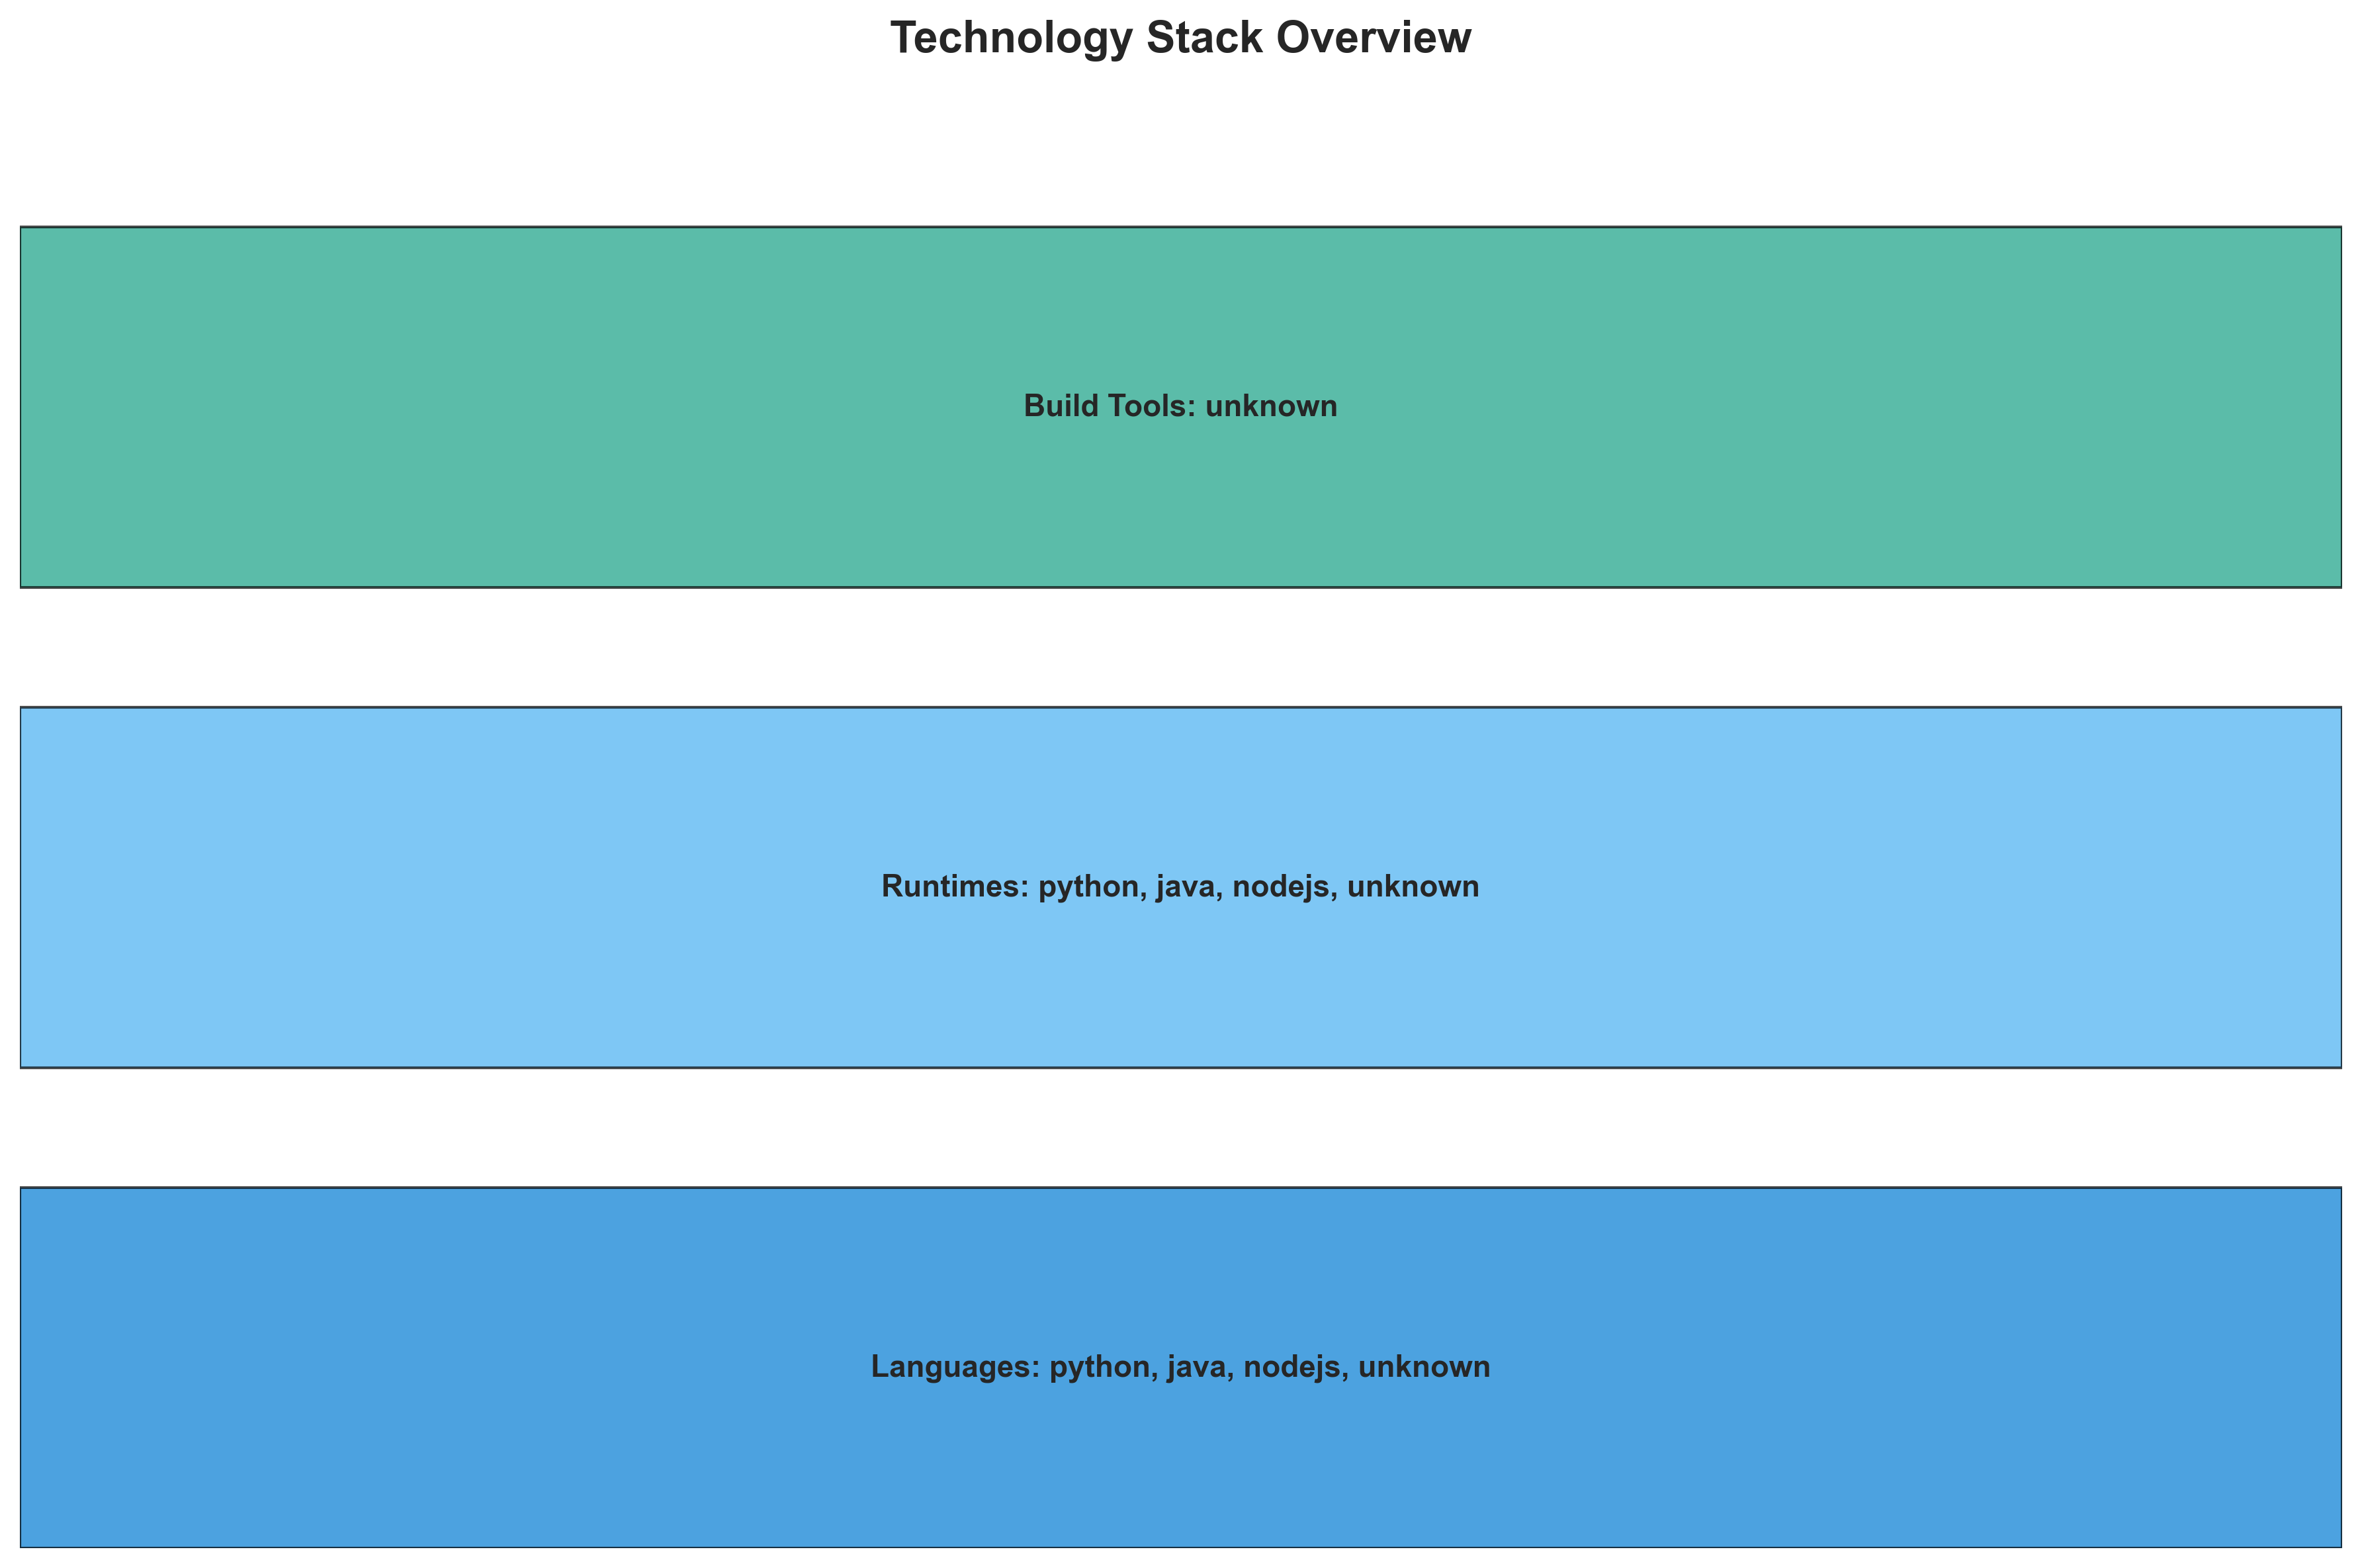 Technology Stack Overview
Build Tools: unknown
Runtimes: python, java, nodejs, unknown
Languages: python, java, nodejs, unknown